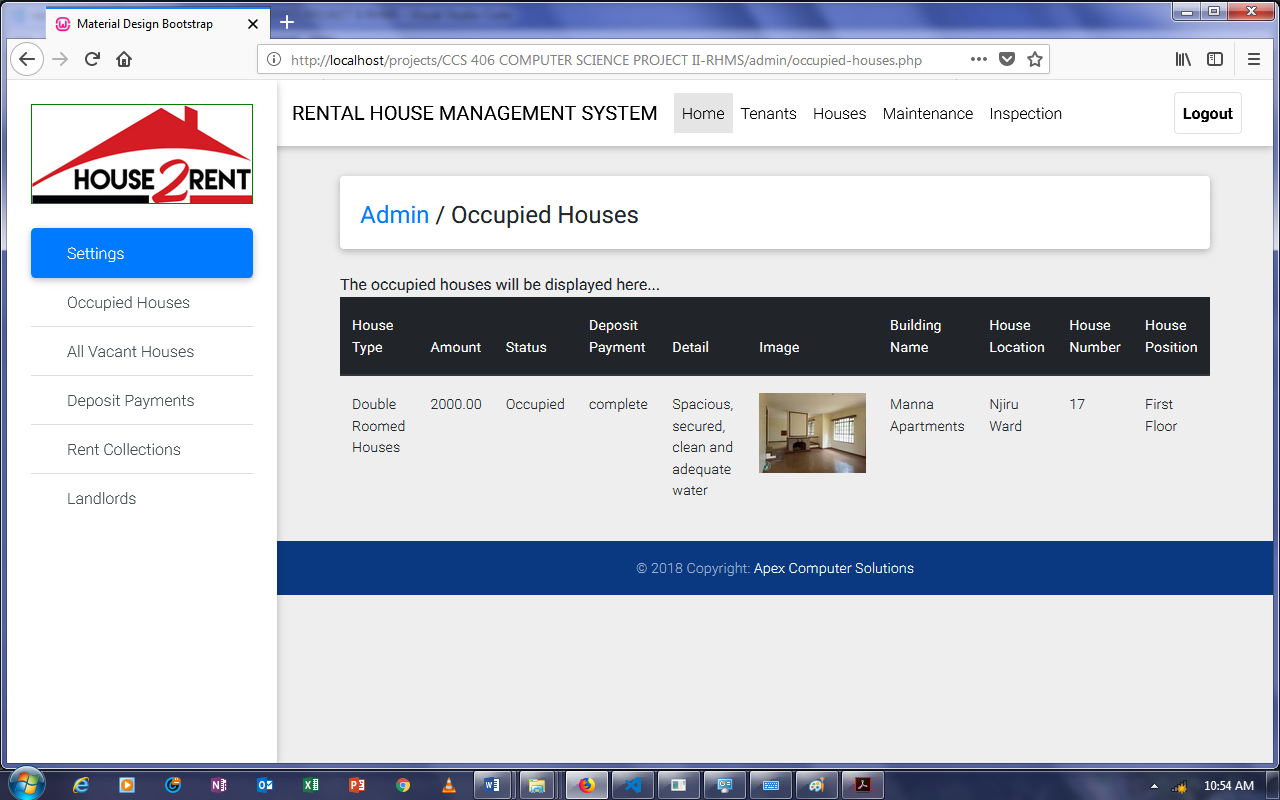 Material Design Bootstrap
http://localhost/projects/CCS 406 COMPUTER SCIENCE PROJECT II-RHMS/admin/occupied-houses.php
HOUSE 2 RENT
RENTAL HOUSE MANAGEMENT SYSTEM
Home
Tenants
Houses
Maintenance
Inspection
Logout
Settings
Occupied Houses
All Vacant Houses
Deposit Payments
Rent Collections
Landlords
Admin / Occupied Houses
The occupied houses will be displayed here...
House Type
Amount
Status
Deposit Payment
Detail
Image
Building Name
House Location
House Number
House Position
Double Roomed Houses
2000.00
Occupied
complete
Spacious, secured, clean and adequate water
Manna Apartments
Njiru Ward
17
First Floor
© 2018 Copyright: Apex Computer Solutions
10:54 AM